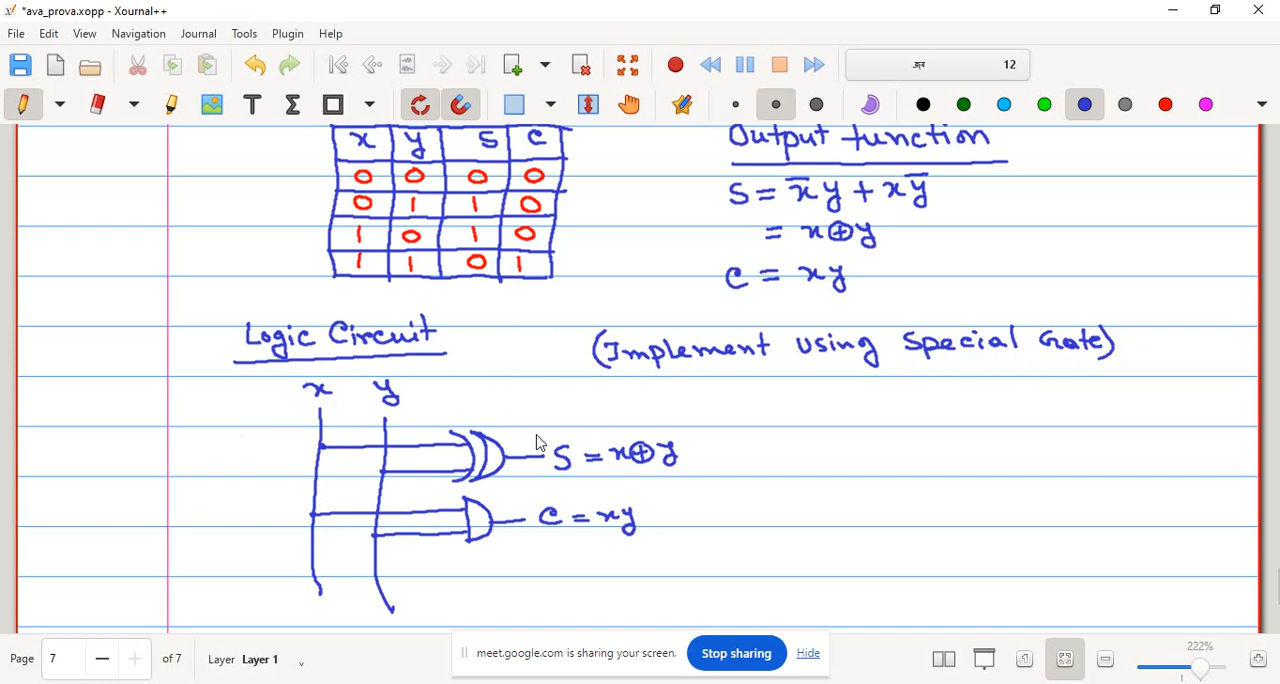 *ava_prova.xopp - Xournal++
File Edit View Navigation Journal Tools Plugin Help
জব 12
x y S C
0 0 0 0
0 1 1 0
1 0 1 0
1 1 0 1
Output function
S = x̅y + xy̅
= x⊕y
C = xy
Logic Circuit (Implement using Special Gate)
x y
S = x⊕y
C = xy
Page 7 of 7 Layer Layer 1
meet.google.com is sharing your screen. Stop sharing Hide
222%